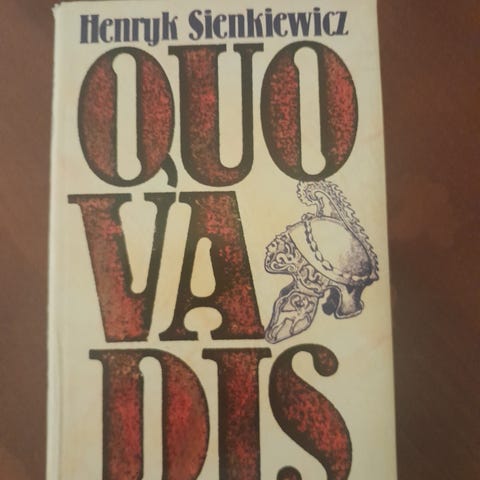 Henryk Sienkiewicz
QUO
VA
DIS